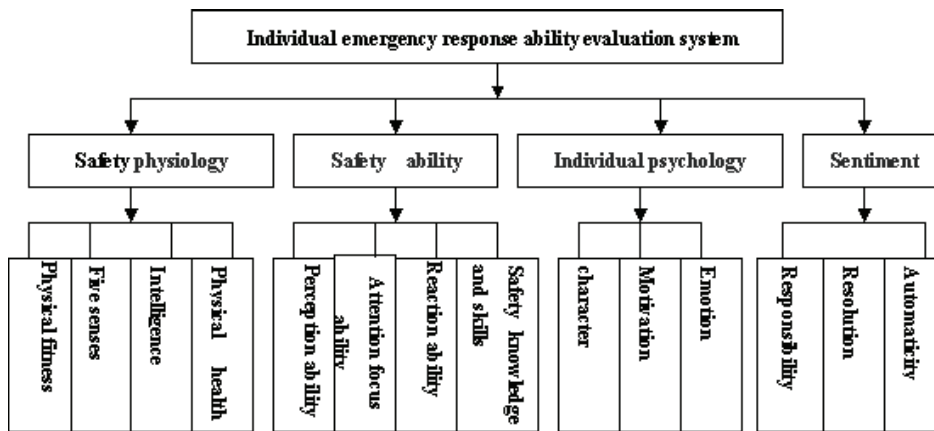 Individual emergency response ability evaluation system
Safety physiology
Safety ability
Individual psychology
Sentiment
Physical fitness
Five senses
Intelligence
Physical health
Perception ability
Attention focus
ability
Reaction ability
Safety knowledge
and skills
character
Motivation
Emotion
Responsibility
Resolution
Automaticity